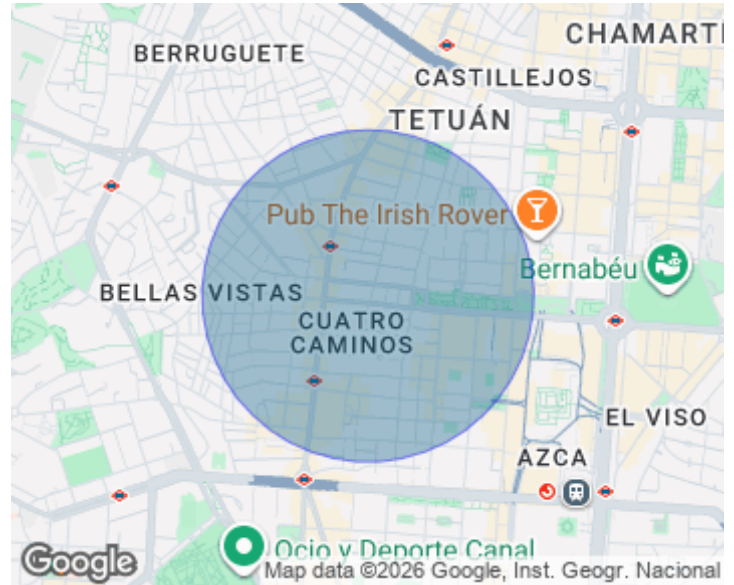 CHAMARTÍ
BERRUGUETE
CASTILLEJOS
TETUÁN
Pub The Irish Rover
Bernabéu
BELLAS VISTAS
CUATRO
CAMINOS
EL VISO
AZCA
Ocio y Deporte Canal
Google
Map data ©2026 Google, Inst. Geogr. Nacional